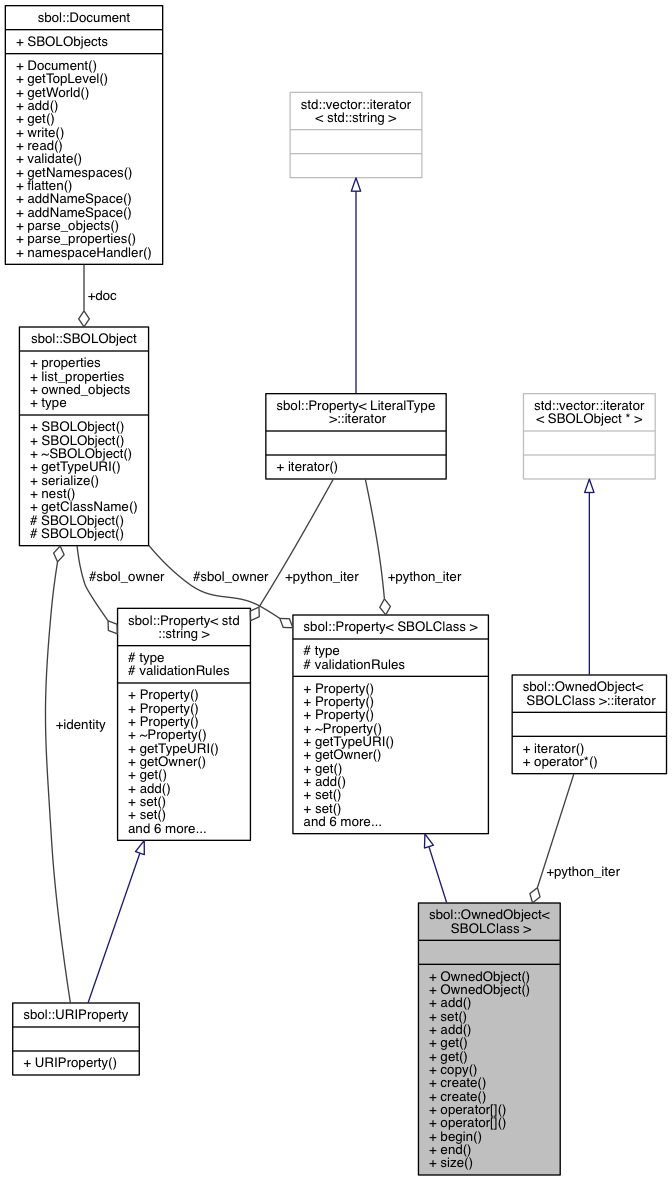 sbol::Document
+ SBOLObjects
+ Document()
+ getTopLevel()
+ getWorld()
+ add()
+ get()
+ write()
+ read()
+ validate()
+ getNamespaces()
+ flatten()
+ addNameSpace()
+ addNameSpace()
+ parse_objects()
+ parse_properties()
+ namespaceHandler()
+doc
sbol::SBOLObject
+ properties
+ list_properties
+ owned_objects
+ type
+ SBOLObject()
+ SBOLObject()
+ ~SBOLObject()
+ getTypeURI()
+ serialize()
+ nest()
+ getClassName()
# SBOLObject()
# SBOLObject()
std::vector::iterator
< std::string >
sbol::Property< LiteralType
>::iterator
+ iterator()
std::vector::iterator
< SBOLObject * >
#sbol_owner
#sbol_owner
+python_iter
+python_iter
+identity
sbol::Property< std
::string >
# type
# validationRules
+ Property()
+ Property()
+ Property()
+ ~Property()
+ getTypeURI()
+ getOwner()
+ get()
+ add()
+ set()
+ set()
and 6 more...
sbol::Property< SBOLClass >
# type
# validationRules
+ Property()
+ Property()
+ Property()
+ ~Property()
+ getTypeURI()
+ getOwner()
+ get()
+ add()
+ set()
+ set()
and 6 more...
sbol::OwnedObject<
SBOLClass >::iterator
+ iterator()
+ operator*()
+python_iter
sbol::URIProperty
+ URIProperty()
sbol::OwnedObject<
SBOLClass >
+ OwnedObject()
+ OwnedObject()
+ add()
+ set()
+ add()
+ get()
+ get()
+ copy()
+ create()
+ create()
+ operator[]()
+ operator[]()
+ begin()
+ end()
+ size()